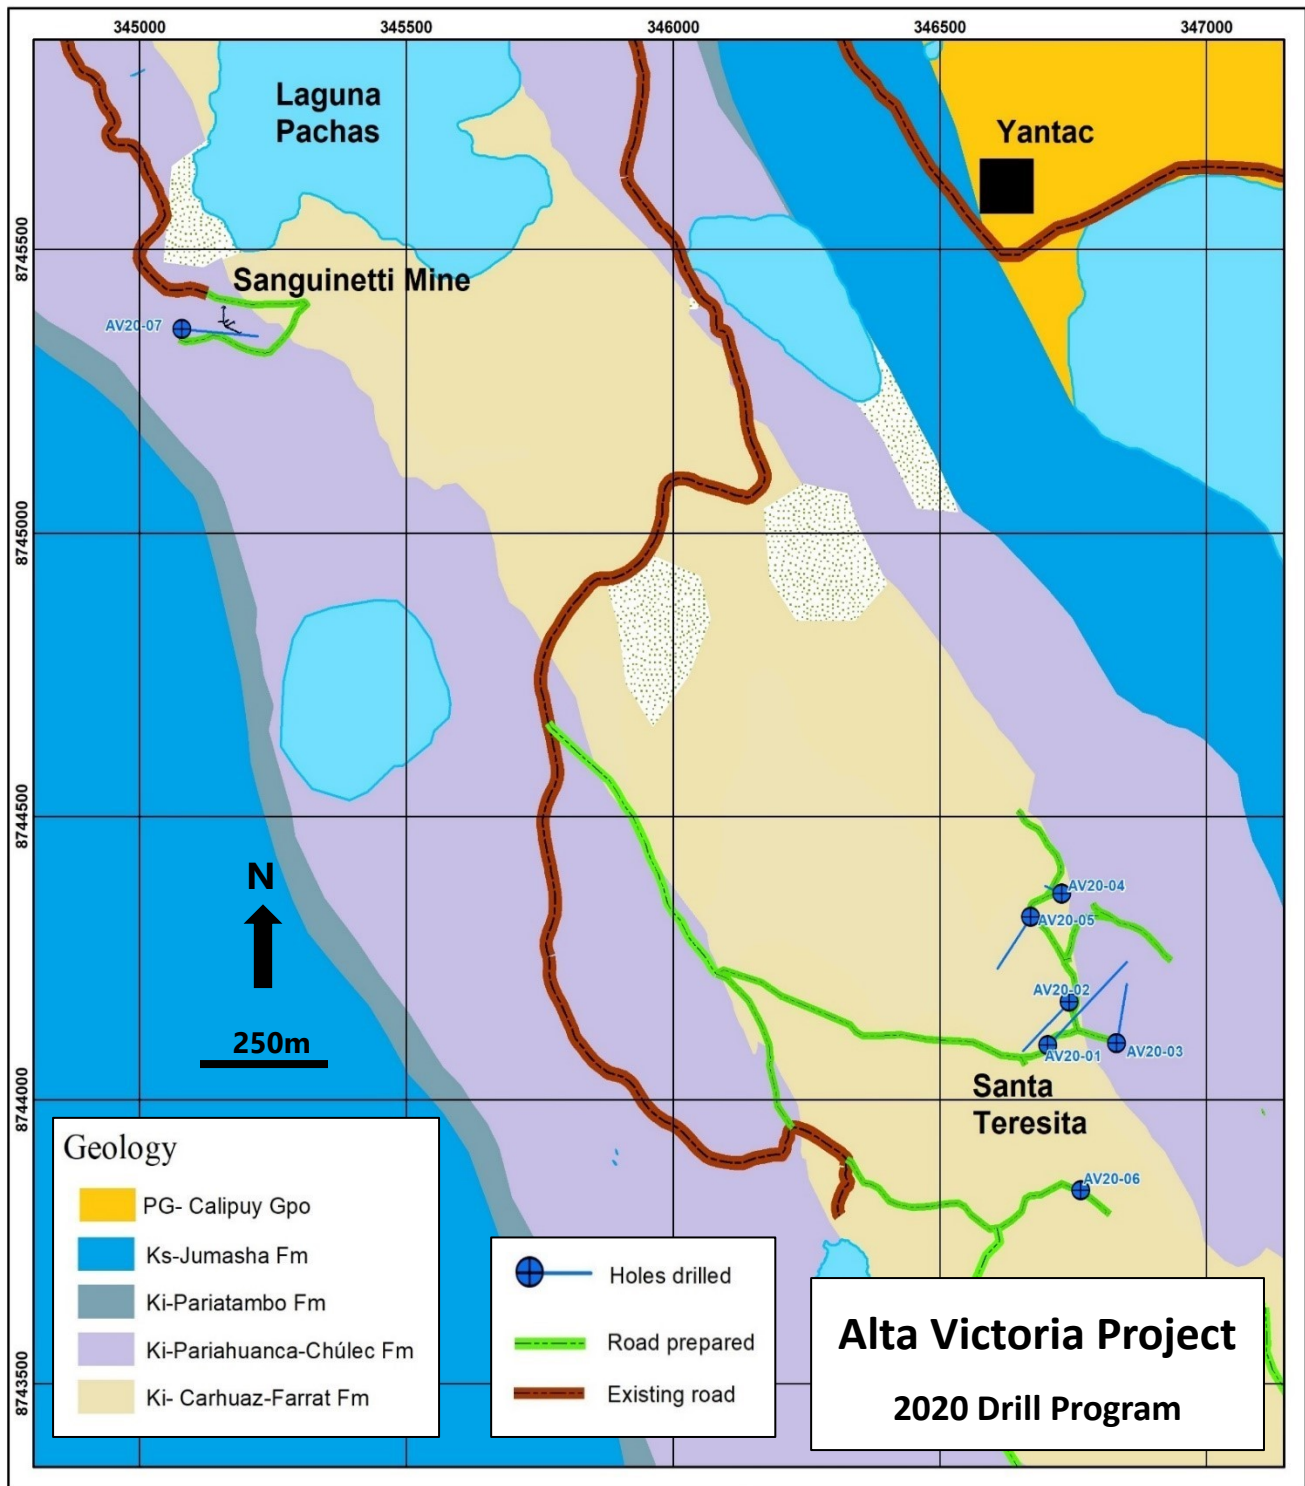 345000
345500
346000
346500
347000
Laguna
Pachas
Yantac
8745500
Sanguinetti Mine
AV20-07
8745000
8744500
N
AV20-04
AV20-05
AV20-02
250m
AV20-01
AV20-03
Santa
Teresita
8744000
AV20-06
Geology
PG- Calipuy Gpo
Ks-Jumasha Fm
Ki-Pariatambo Fm
Ki-Pariahuanca-Chúlec Fm
Ki- Carhuaz-Farrat Fm
Holes drilled
Road prepared
Existing road
Alta Victoria Project
2020 Drill Program
8743500